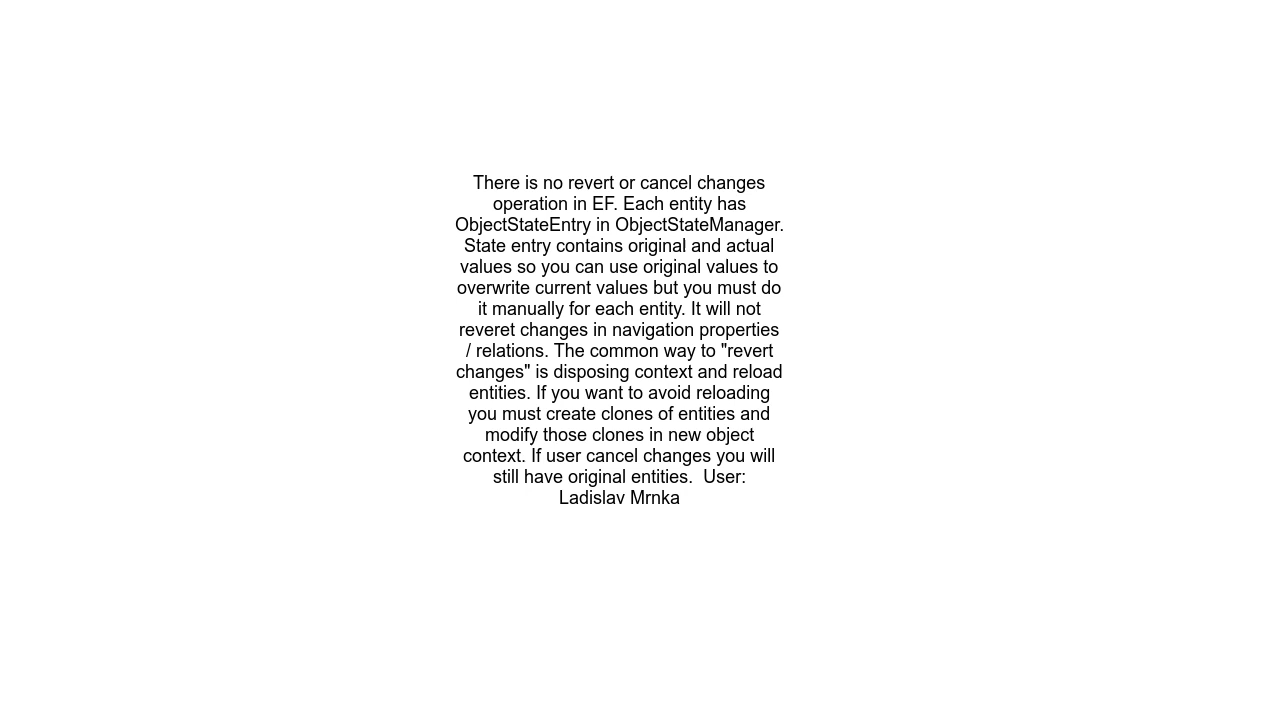 There is no revert or cancel changes
operation in EF. Each entity has
ObjectStateEntry in ObjectStateManager.
State entry contains original and actual
values so you can use original values to
overwrite current values but you must do
it manually for each entity. It will not
reveret changes in navigation properties
/ relations. The common way to "revert
changes" is disposing context and reload
entities. If you want to avoid reloading
you must create clones of entities and
modify those clones in new object
context. If user cancel changes you will
still have original entities.  User:
Ladislav Mrnka